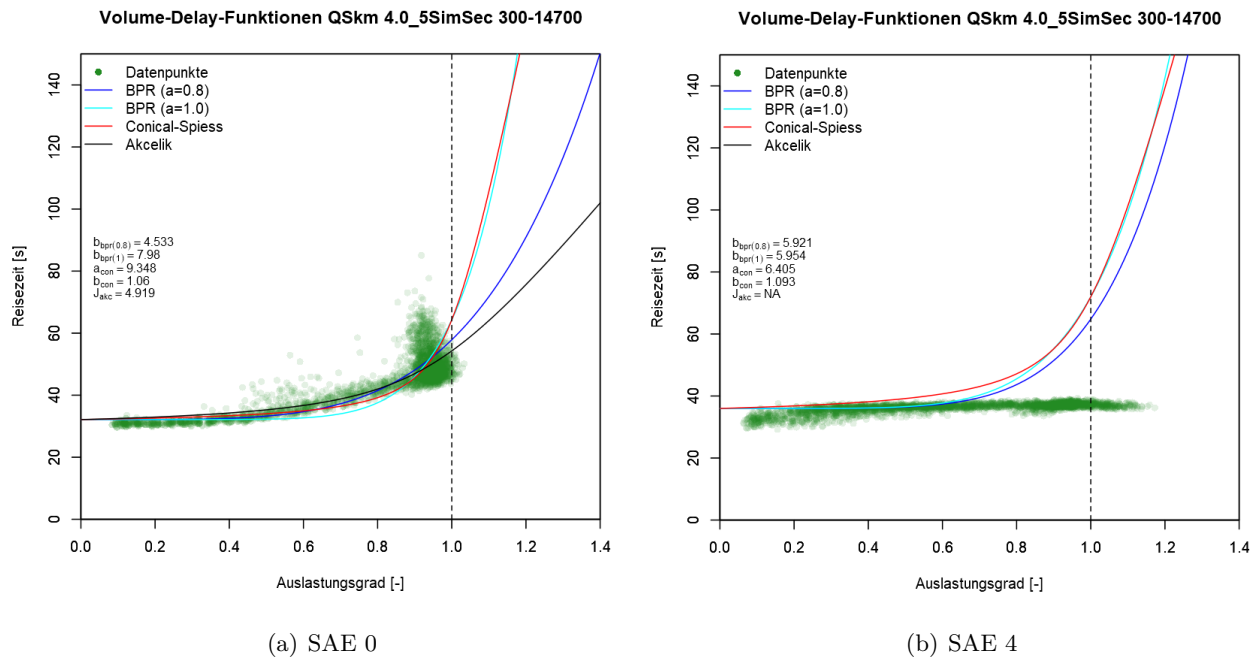 Volume-Delay-Funktionen QSkm 4.0_5SimSec 300-14700
140
120
100
80
60
40
20
0
Reisezeit [s]
Datenpunkte
BPR (a=0.8)
BPR (a=1.0)
Conical-Spiess
Akcelik
b_bpr(0.8) = 4.533
b_bpr(1) = 7.98
a_con = 9.348
b_con = 1.06
J_akc = 4.919
0.0 0.2 0.4 0.6 0.8 1.0 1.2 1.4
Auslastungsgrad [-]
(a) SAE 0
Volume-Delay-Funktionen QSkm 4.0_5SimSec 300-14700
140
120
100
80
60
40
20
0
Reisezeit [s]
Datenpunkte
BPR (a=0.8)
BPR (a=1.0)
Conical-Spiess
Akcelik
b_bpr(0.8) = 5.921
b_bpr(1) = 5.954
a_con = 6.405
b_con = 1.093
J_akc = NA
0.0 0.2 0.4 0.6 0.8 1.0 1.2 1.4
Auslastungsgrad [-]
(b) SAE 4